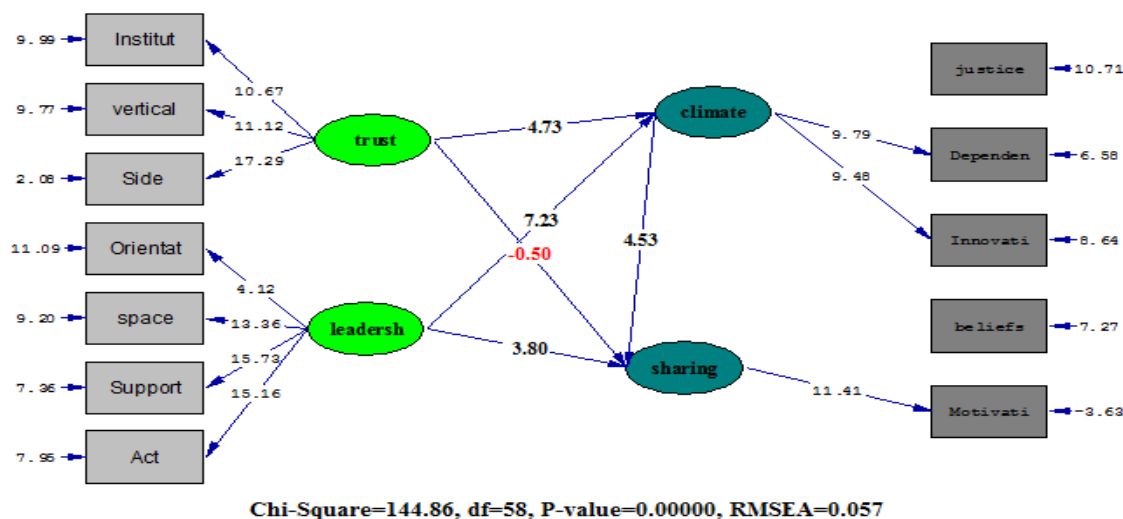 9.99 Institut
10.67
9.77 vertical
11.12
2.08 Side
17.29
trust
11.09 Orientat
4.12
9.20 space
13.36
7.36 Support
15.73
7.95 Act
15.16
leadersh
4.73
7.23
-0.50
3.80
4.53
climate
sharing
9.79
9.48
11.41
justice 10.71
Dependen 6.58
Innovati 8.64
beliefs 7.27
Motivati -3.63
Chi-Square=144.86, df=58, P-value=0.00000, RMSEA=0.057